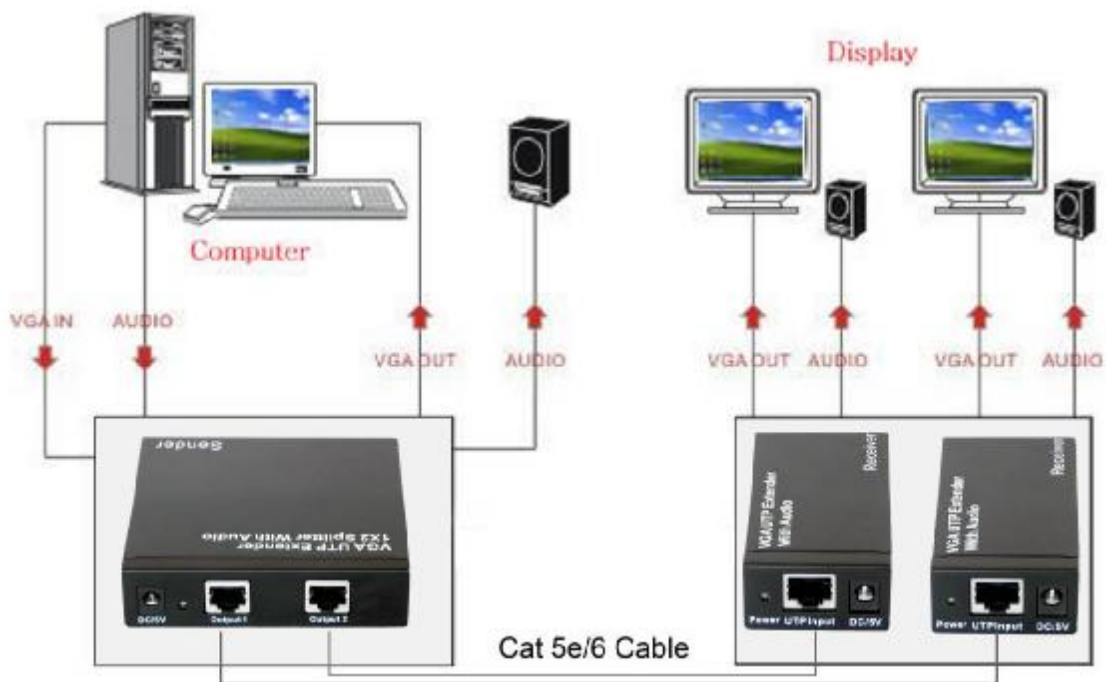 Display
Computer
VGA IN
AUDIO
VGA OUT
AUDIO
VGA OUT
AUDIO
VGA OUT
AUDIO
Sender
VGA UTP Extender
1X2 Splitter With Audio
DC/5V
Output 1
Output 2
Receiver
VGA UTP Extender
With Audio
Power
UTP Input
DC/5V
Receiver
VGA UTP Extender
With Audio
Power
UTP Input
DC/5V
Cat 5e/6 Cable